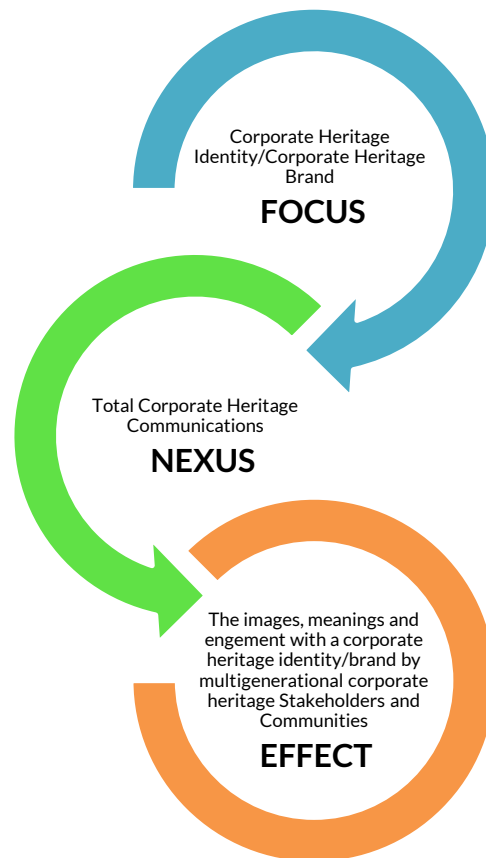 Corporate Heritage
Identity/Corporate Heritage
Brand
FOCUS
Total Corporate Heritage
Communications
NEXUS
The images, meanings and
engement with a corporate
heritage identity/brand by
multigenerational corporate
heritage Stakeholders and
Communities
EFFECT